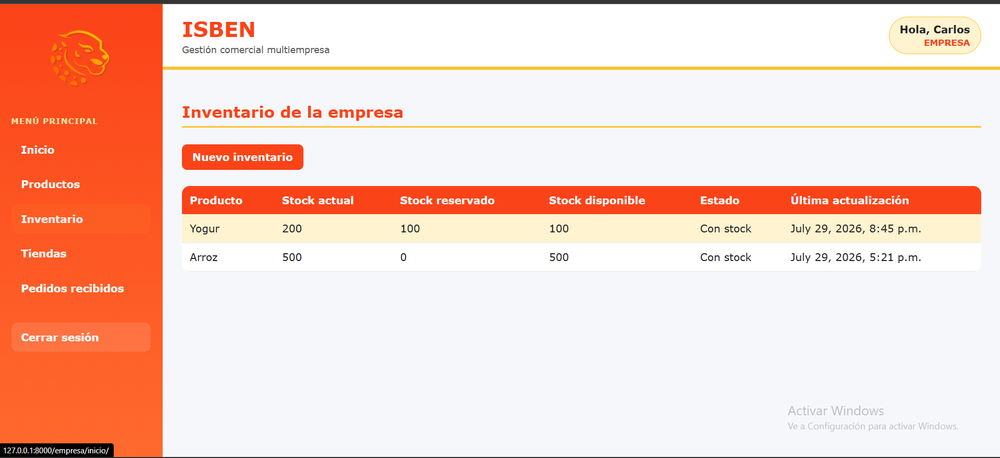 ISBEN
Gestión comercial multiempresa
Hola, Carlos
EMPRESA
MENÚ PRINCIPAL
Inicio
Productos
Inventario
Tiendas
Pedidos recibidos
Cerrar sesión
Inventario de la empresa
Nuevo inventario
Producto Stock actual Stock reservado Stock disponible Estado Última actualización
Yogur 200 100 100 Con stock July 29, 2026, 8:45 p.m.
Arroz 500 0 500 Con stock July 29, 2026, 5:21 p.m.
Activar Windows
Ve a Configuración para activar Windows.
127.0.0.1:8000/empresa/inicio/